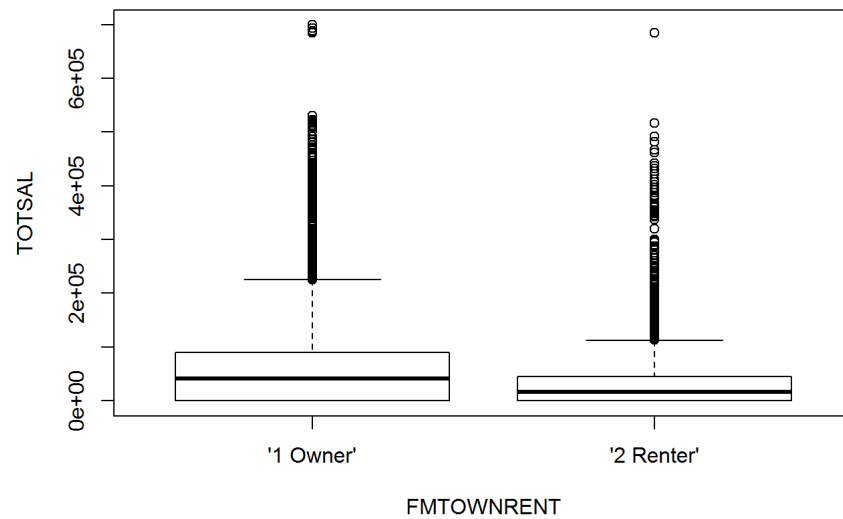 6e+05
4e+05
2e+05
0e+00
TOTSAL
'1 Owner'
'2 Renter'
FMTOWNRENT